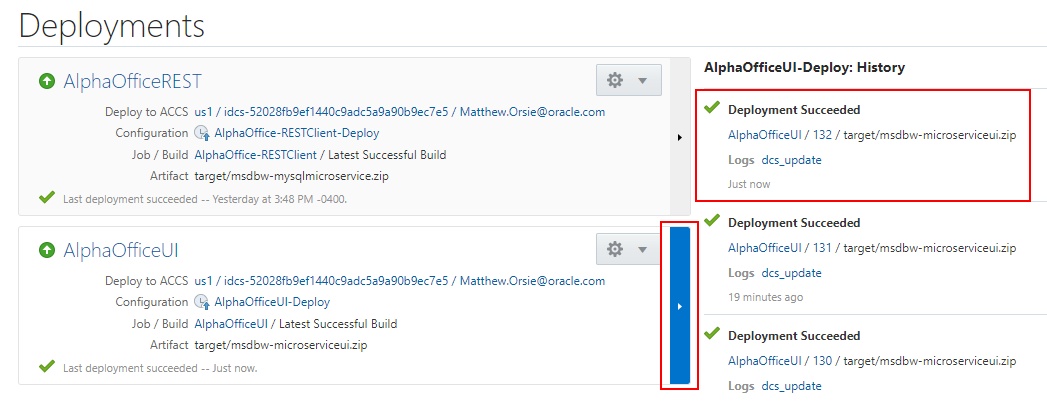 Deployments
AlphaOfficeREST
Deploy to ACCS us1 / idcs-52028fb9ef1440c9adc5a9a90b9ec7e5 / Matthew.Orsie@oracle.com
Configuration AlphaOffice-RESTClient-Deploy
Job / Build AlphaOffice-RESTClient / Latest Successful Build
Artifact target/msdbw-mysqlmicroservice.zip
Last deployment succeeded -- Yesterday at 3:48 PM -0400.
AlphaOfficeUI
Deploy to ACCS us1 / idcs-52028fb9ef1440c9adc5a9a90b9ec7e5 / Matthew.Orsie@oracle.com
Configuration AlphaOfficeUI-Deploy
Job / Build AlphaOfficeUI / Latest Successful Build
Artifact target/msdbw-microserviceui.zip
Last deployment succeeded -- Just now.
AlphaOfficeUI-Deploy: History
Deployment Succeeded
AlphaOfficeUI / 132 / target/msdbw-microserviceui.zip
Logs dcs_update
Just now
Deployment Succeeded
AlphaOfficeUI / 131 / target/msdbw-microserviceui.zip
Logs dcs_update
19 minutes ago
Deployment Succeeded
AlphaOfficeUI / 130 / target/msdbw-microserviceui.zip
Logs dcs_update